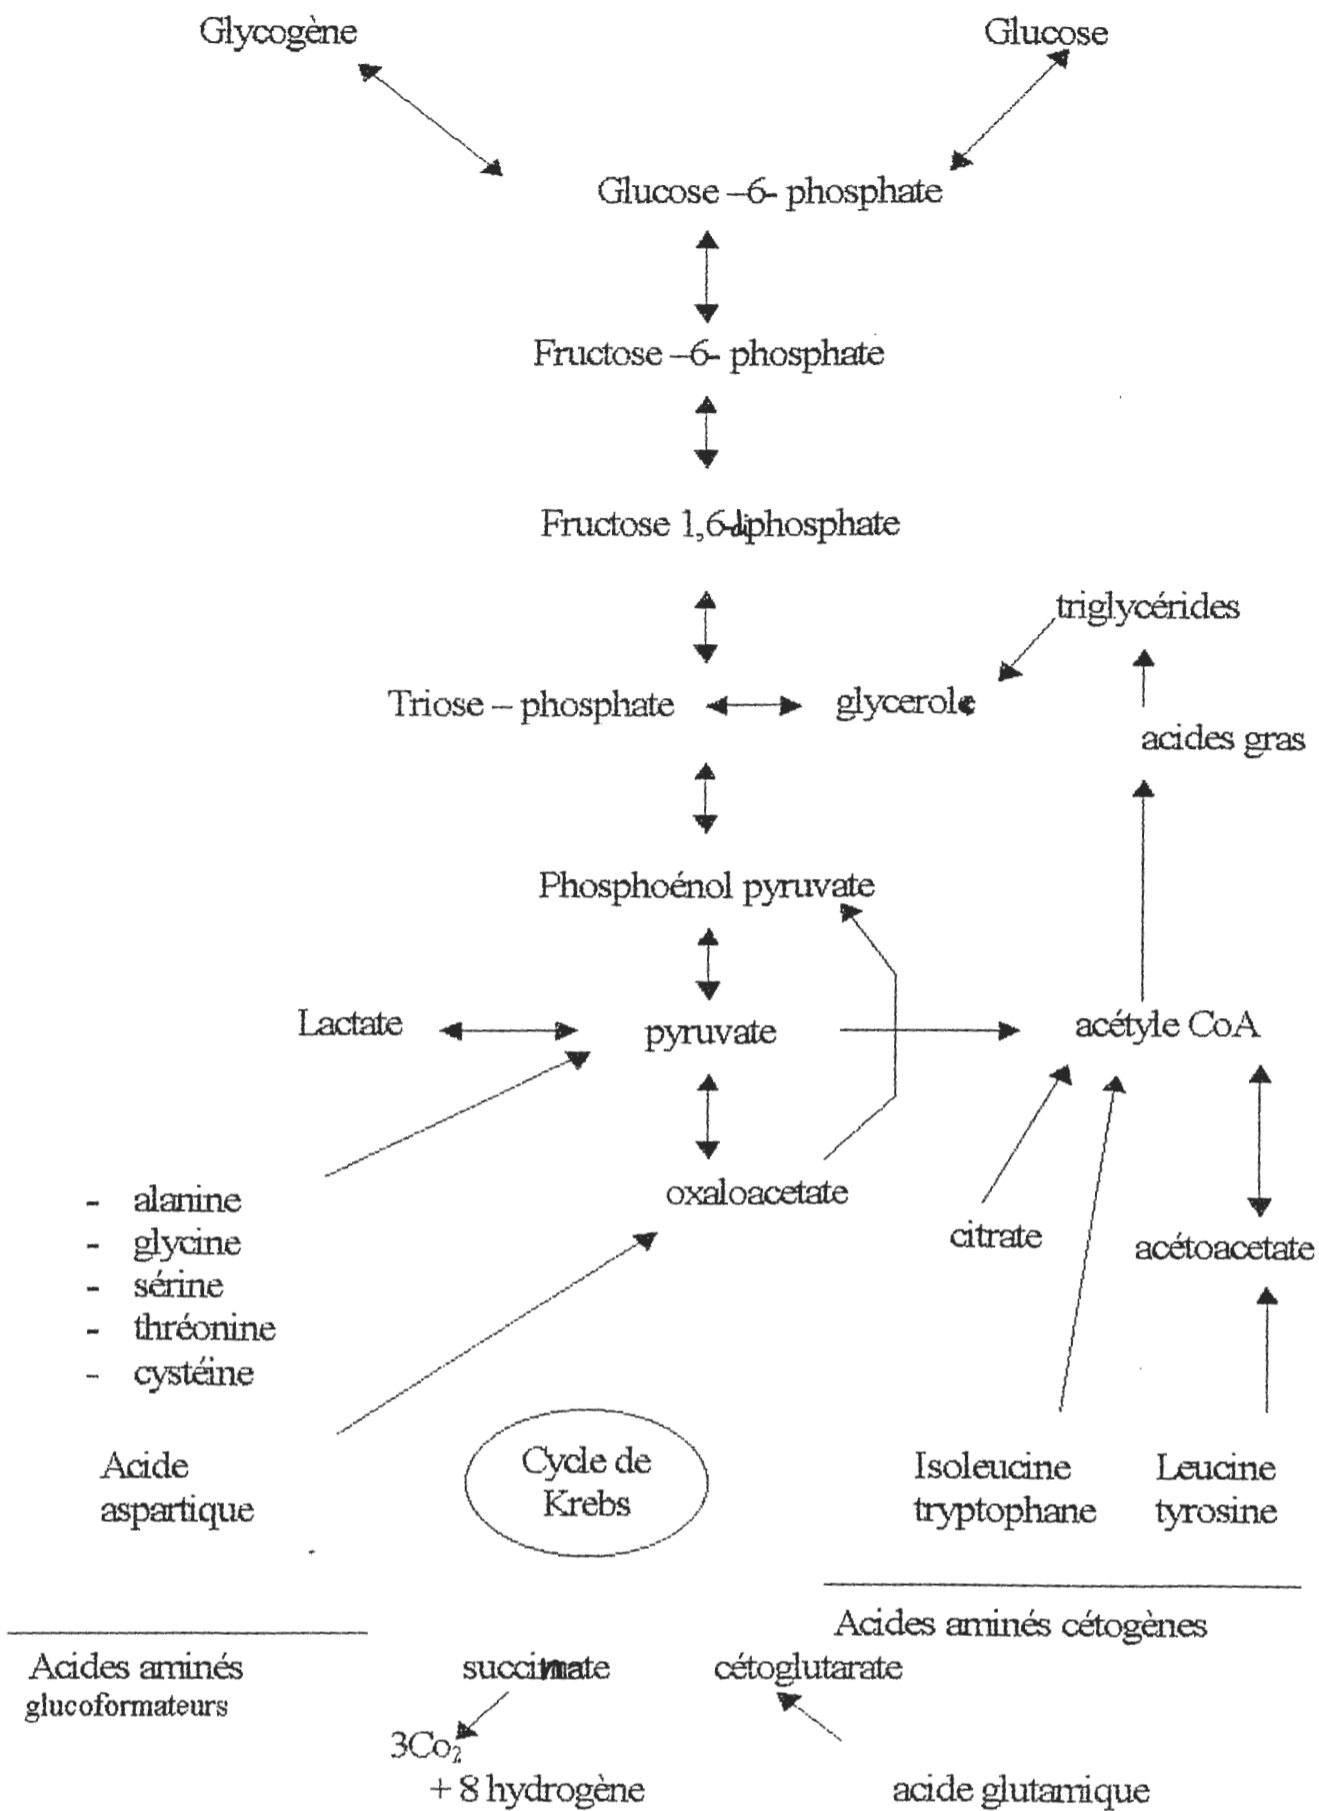 Glycogène
Glucose
Glucose –6- phosphate
Fructose –6- phosphate
Fructose 1,6-diphosphate
triglycérides
Triose – phosphate
glycérole
acides gras
Phosphoénol pyruvate
Lactate
pyruvate
acétyle CoA
oxaloacetate
citrate
acétoacetate
- alanine
- glycine
- sérine
- thréonine
- cystéine
Acide
aspartique
Cycle de
Krebs
Isoleucine
tryptophane
Leucine
tyrosine
Acides aminés cétogènes
Acides aminés
glucoformateurs
succinate
cétoglutarate
3Co2
+ 8 hydrogène
acide glutamique